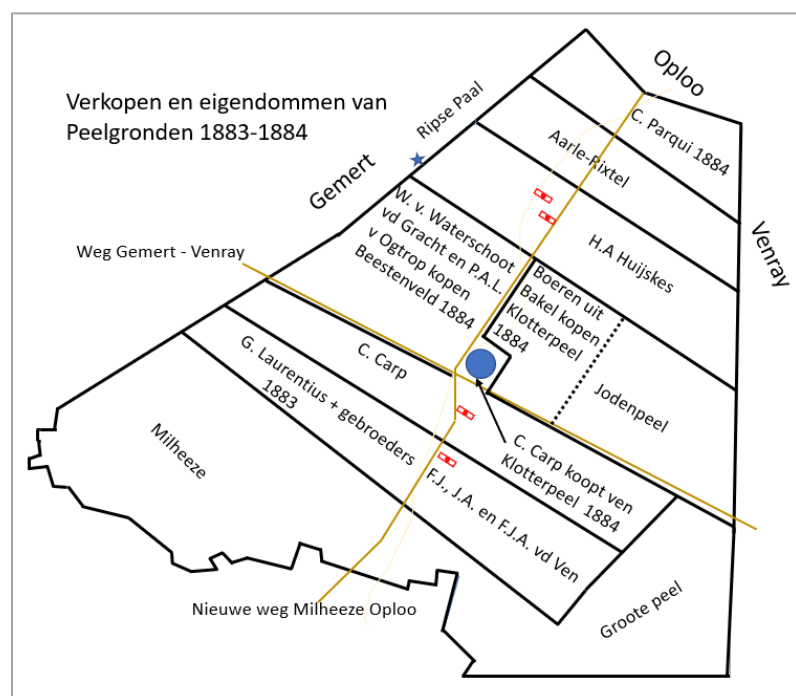 Verkopen en eigendommen van
Peelgronden 1883-1884
Oploo
Ripse Paal
Gemert
Venray
C. Parqui 1884
Aarle-Rixtel
H.A Huijskes
W. v. Waterschoot
vd Gracht en P.A.L.
v Ogtrop kopen
Beestenveld 1884
Boeren uit
Bakel kopen
Klotterpeel
1884
Jodenpeel
Weg Gemert - Venray
C. Carp
C. Carp koopt ven
Klotterpeel 1884
G. Laurentius + gebroeders
1883
F.J., J.A. en F.J.A. vd Ven
Milheeze
Groote peel
Nieuwe weg Milheeze Oploo